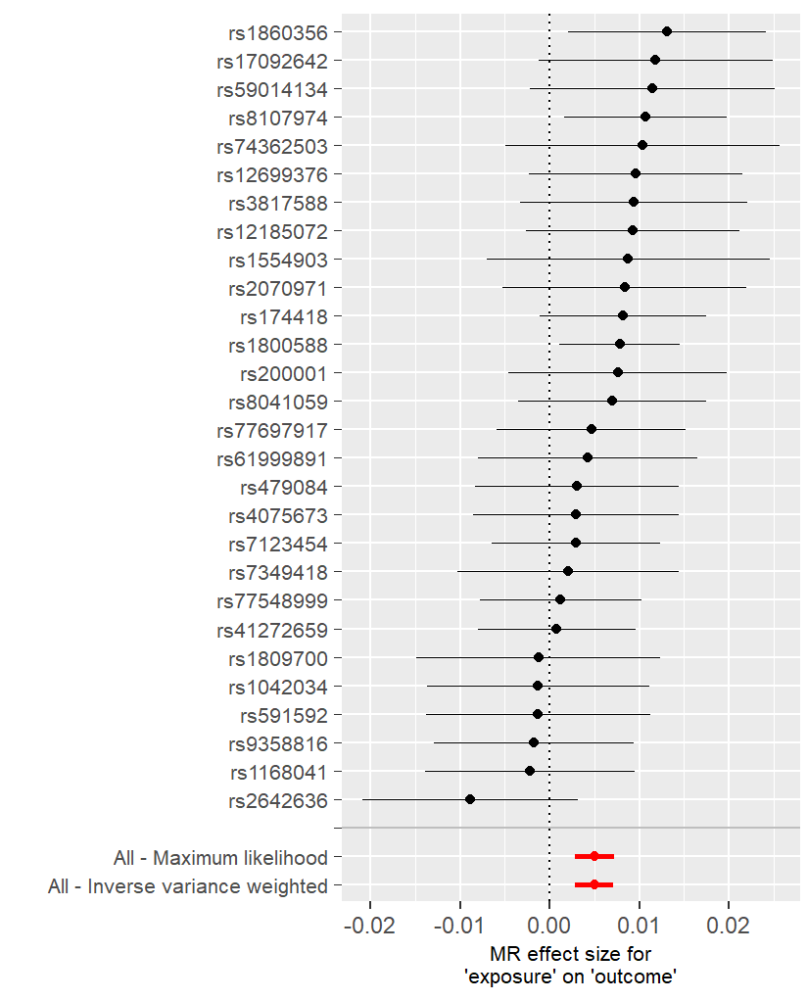 rs1860356
rs17092642
rs59014134
rs8107974
rs74362503
rs12699376
rs3817588
rs12185072
rs1554903
rs2070971
rs174418
rs1800588
rs200001
rs8041059
rs77697917
rs61999891
rs479084
rs4075673
rs7123454
rs7349418
rs77548999
rs41272659
rs1809700
rs1042034
rs591592
rs9358816
rs1168041
rs2642636
All - Maximum likelihood
All - Inverse variance weighted
-0.02 -0.01 0.00 0.01 0.02
MR effect size for
'exposure' on 'outcome'